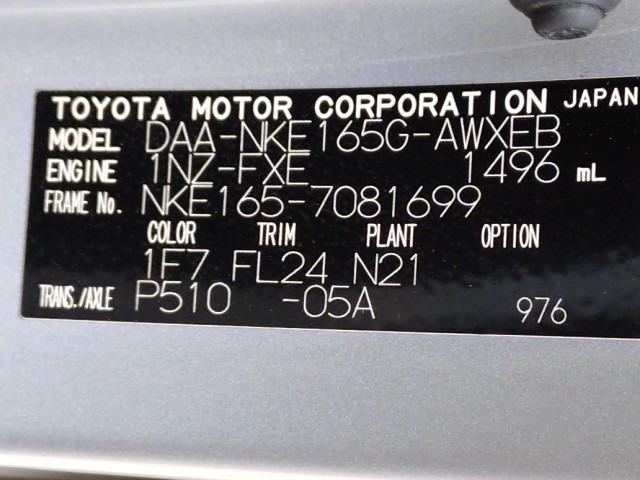 TOYOTA MOTOR CORPORATION JAPAN
MODEL DAA-NKE165G-AWXEB
ENGINE 1NZ-FXE 1496 mL
FRAME No. NKE165-7081699
COLOR TRIM PLANT OPTION
1F7 FL24 N21
TRANS./AXLE P510 -05A 976